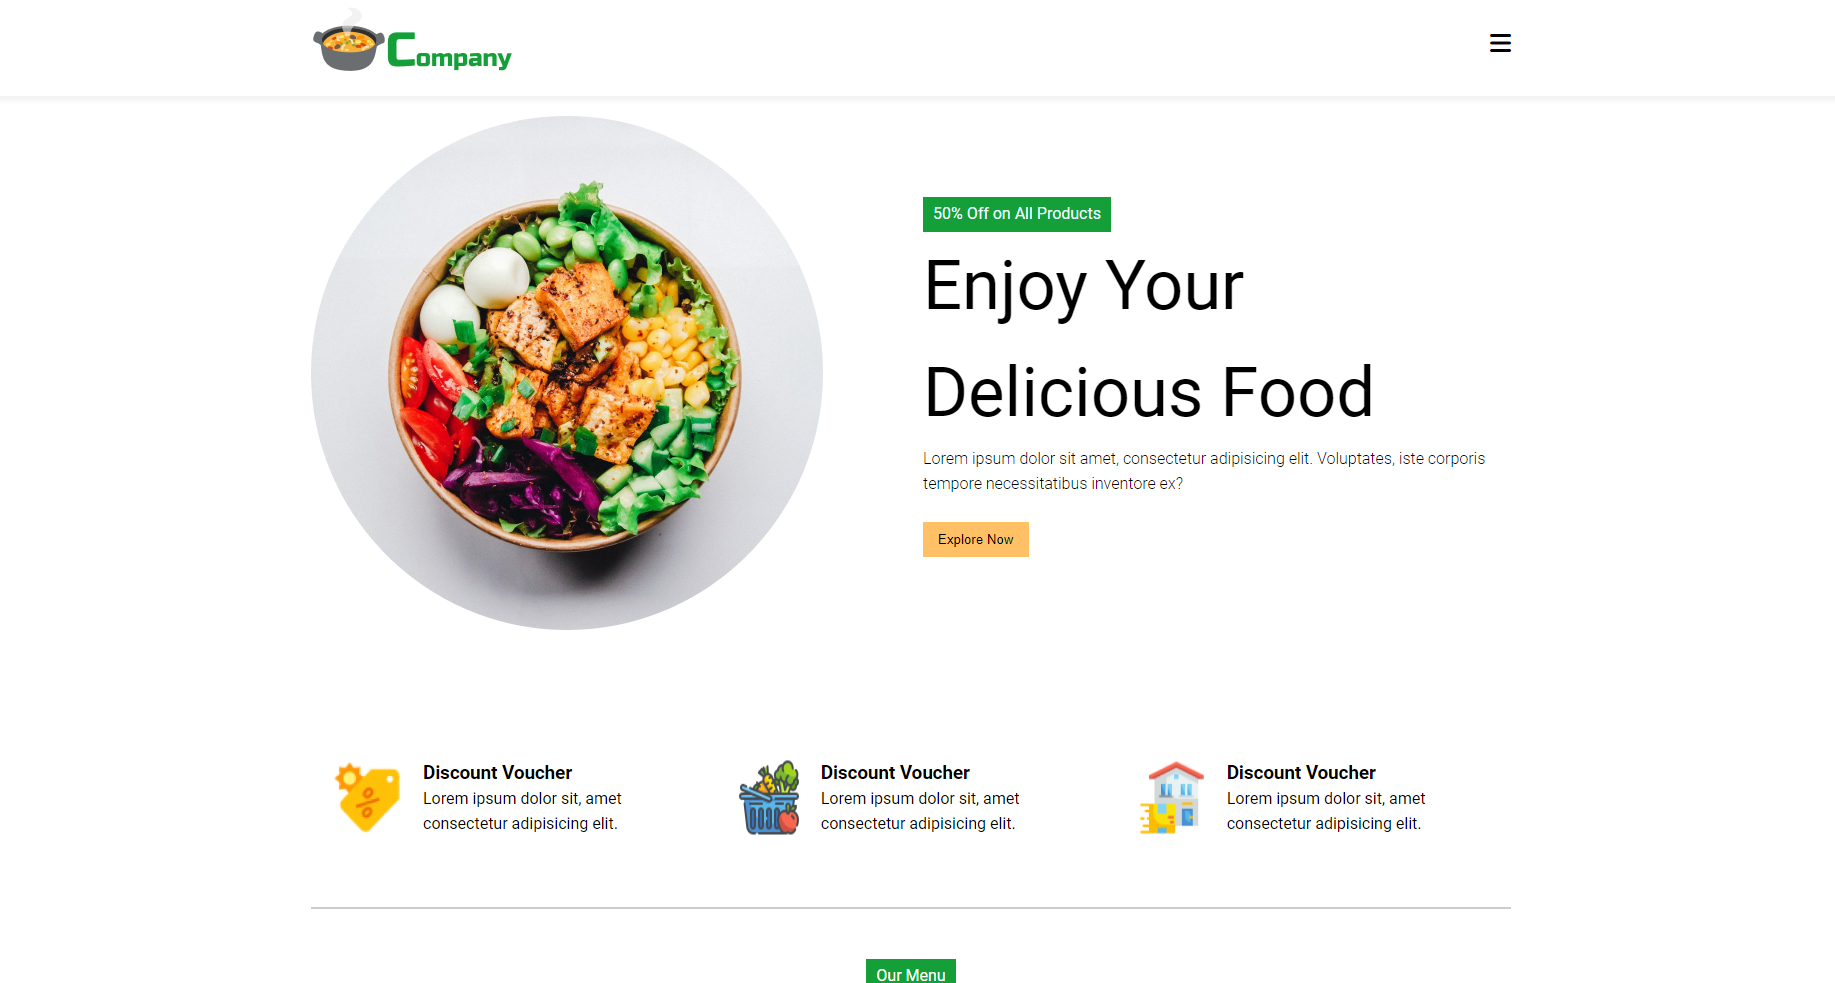 Company
50% Off on All Products
Enjoy Your
Delicious Food
Lorem ipsum dolor sit amet, consectetur adipisicing elit. Voluptates, iste corporis
tempore necessitatibus inventore ex?
Explore Now
Discount Voucher
Lorem ipsum dolor sit, amet
consectetur adipisicing elit.
Discount Voucher
Lorem ipsum dolor sit, amet
consectetur adipisicing elit.
Discount Voucher
Lorem ipsum dolor sit, amet
consectetur adipisicing elit.
Our Menu